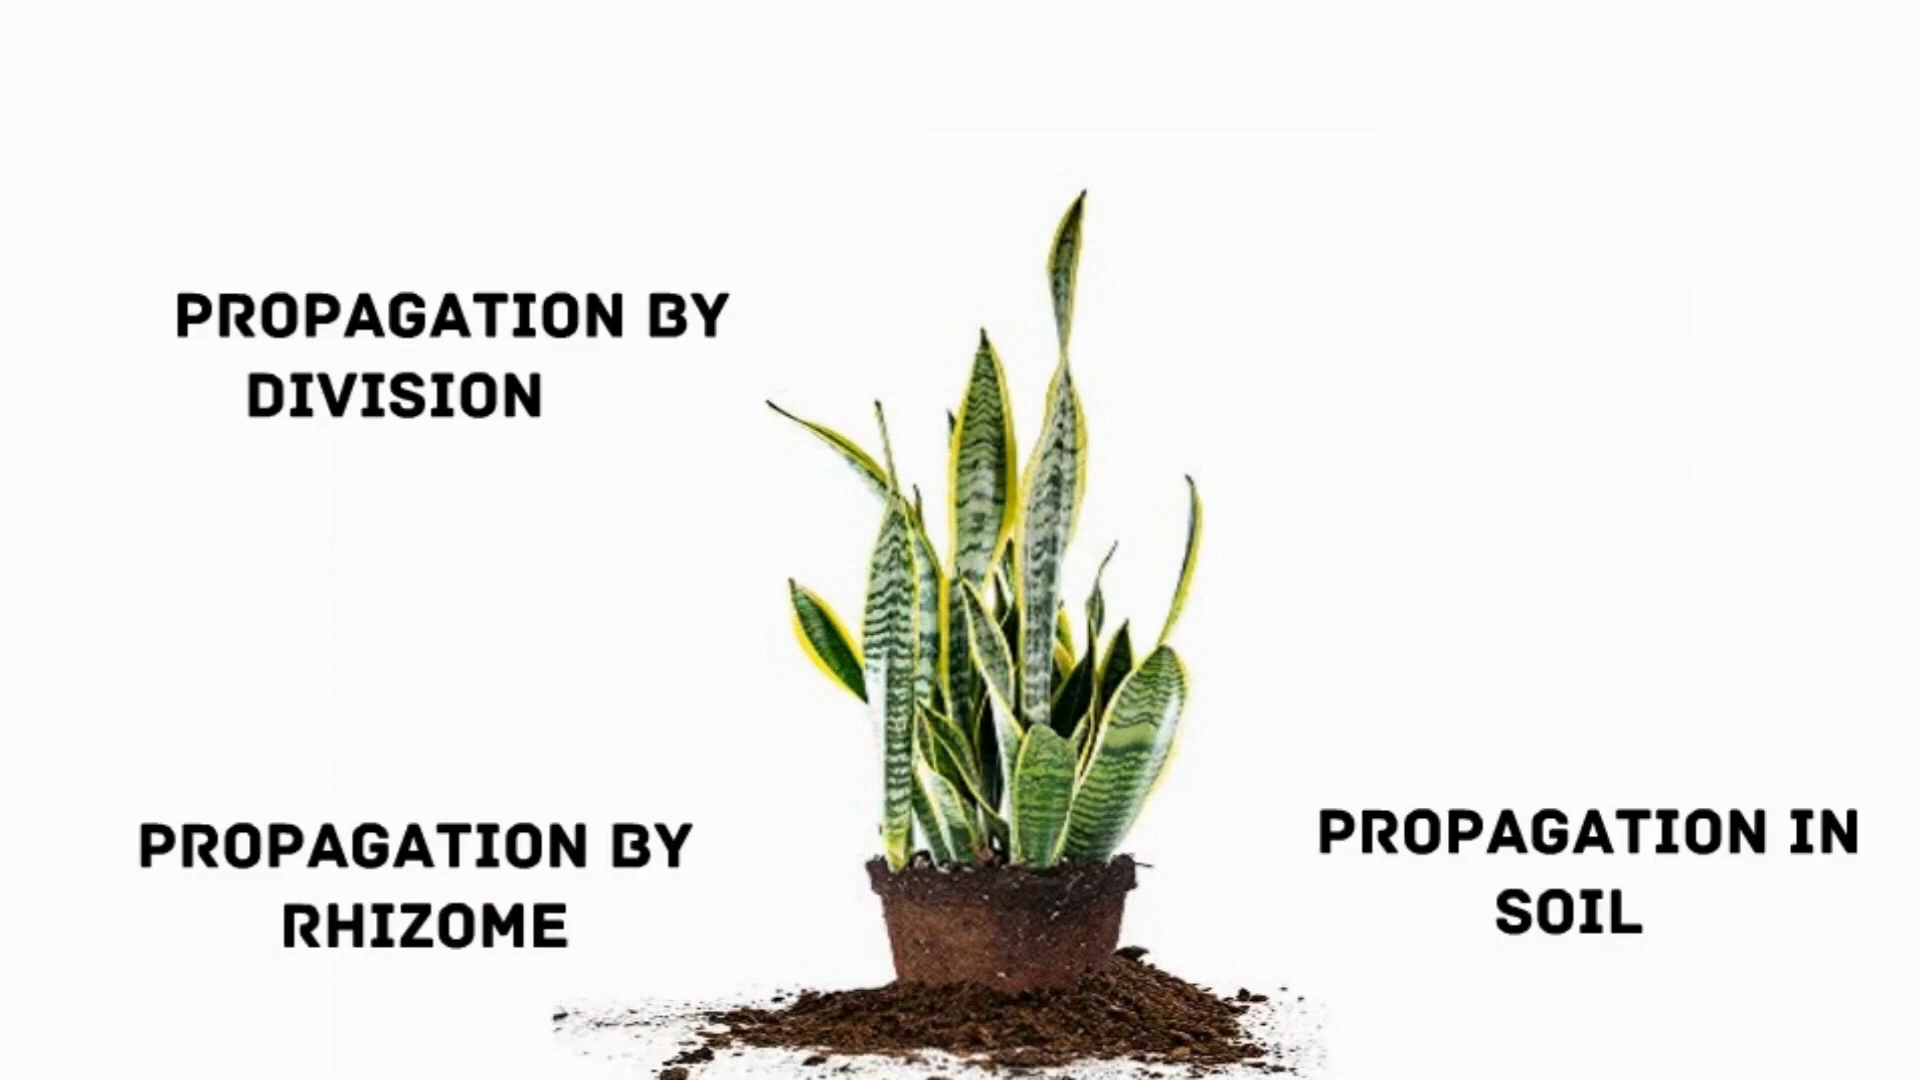 PROPAGATION BY
DIVISION
PROPAGATION BY
RHIZOME
PROPAGATION IN
SOIL